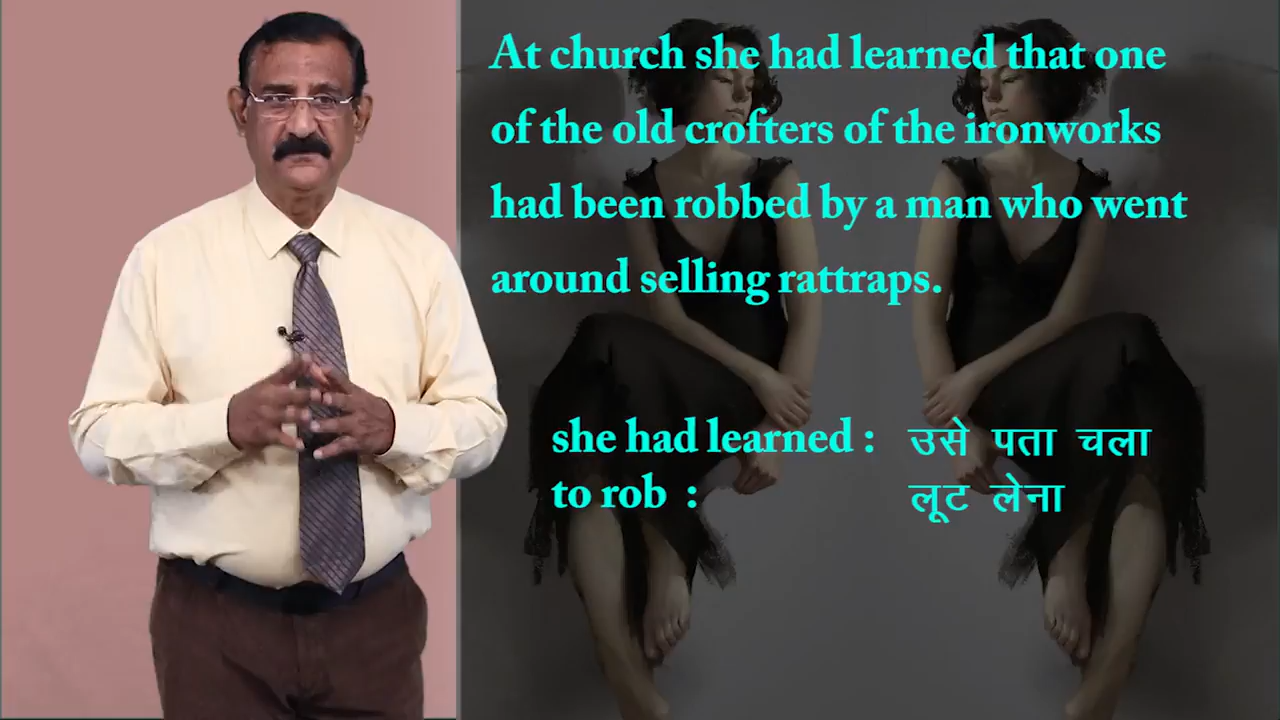 At church she had learned that one
of the old crofters of the ironworks
had been robbed by a man who went
around selling rattraps.
she had learned : उसे पता चला
to rob : लूट लेना